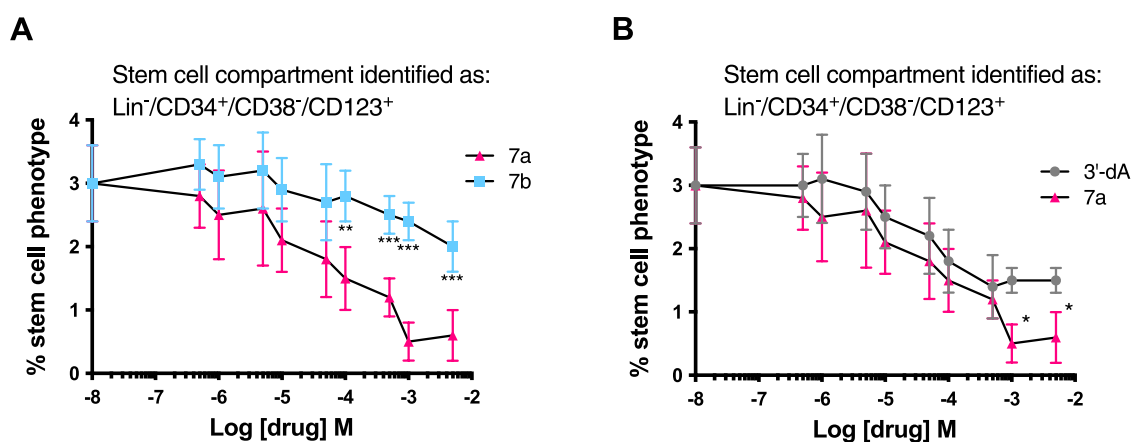 A
Stem cell compartment identified as:
Lin⁻/CD34⁺/CD38⁻/CD123⁺
% stem cell phenotype
4
3
2
1
0
7a
7b
**
***
***
***
-8
-7
-6
-5
-4
-3
-2
Log [drug] M
B
Stem cell compartment identified as:
Lin⁻/CD34⁺/CD38⁻/CD123⁺
% stem cell phenotype
4
3
2
1
0
3'-dA
7a
*
*
-8
-7
-6
-5
-4
-3
-2
-1
Log [drug] M